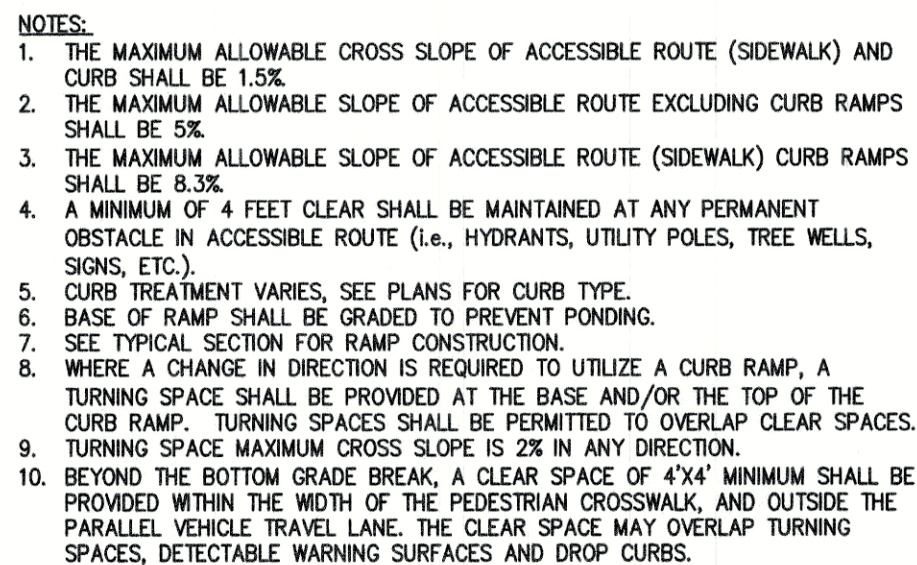 NOTES:
1. THE MAXIMUM ALLOWABLE CROSS SLOPE OF ACCESSIBLE ROUTE (SIDEWALK) AND
CURB SHALL BE 1.5%.
2. THE MAXIMUM ALLOWABLE SLOPE OF ACCESSIBLE ROUTE EXCLUDING CURB RAMPS
SHALL BE 5%.
3. THE MAXIMUM ALLOWABLE SLOPE OF ACCESSIBLE ROUTE (SIDEWALK) CURB RAMPS
SHALL BE 8.3%.
4. A MINIMUM OF 4 FEET CLEAR SHALL BE MAINTAINED AT ANY PERMANENT
OBSTACLE IN ACCESSIBLE ROUTE (i.e., HYDRANTS, UTILITY POLES, TREE WELLS,
SIGNS, ETC.).
5. CURB TREATMENT VARIES, SEE PLANS FOR CURB TYPE.
6. BASE OF RAMP SHALL BE GRADED TO PREVENT PONDING.
7. SEE TYPICAL SECTION FOR RAMP CONSTRUCTION.
8. WHERE A CHANGE IN DIRECTION IS REQUIRED TO UTILIZE A CURB RAMP, A
TURNING SPACE SHALL BE PROVIDED AT THE BASE AND/OR THE TOP OF THE
CURB RAMP. TURNING SPACES SHALL BE PERMITTED TO OVERLAP CLEAR SPACES.
9. TURNING SPACE MAXIMUM CROSS SLOPE IS 2% IN ANY DIRECTION.
10. BEYOND THE BOTTOM GRADE BREAK, A CLEAR SPACE OF 4'X4' MINIMUM SHALL BE
PROVIDED WITHIN THE WIDTH OF THE PEDESTRIAN CROSSWALK, AND OUTSIDE THE
PARALLEL VEHICLE TRAVEL LANE. THE CLEAR SPACE MAY OVERLAP TURNING
SPACES, DETECTABLE WARNING SURFACES AND DROP CURBS.